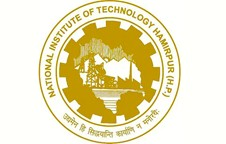 NATIONAL INSTITUTE OF TECHNOLOGY HAMIRPUR (H.P.)
उद्यमेन हि सिद्ध्यन्ति कार्याणि न मनोरथैः